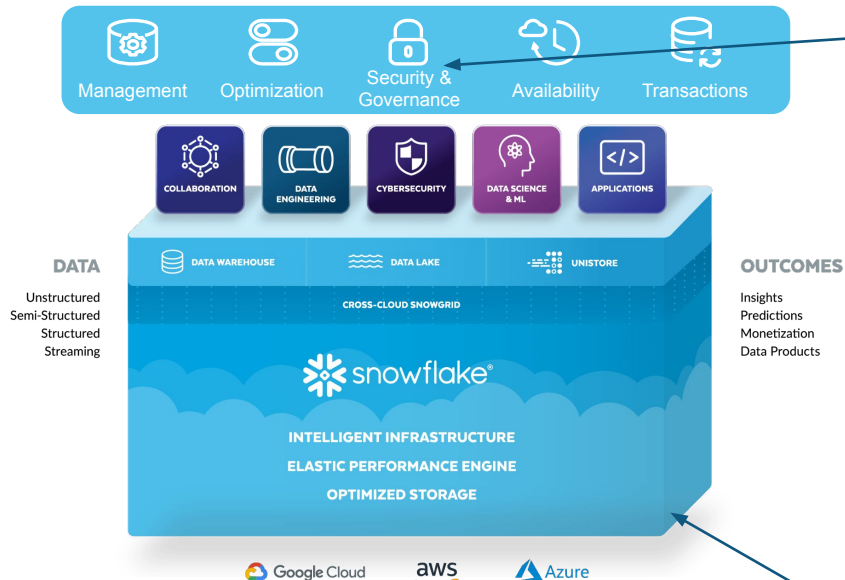 Management
Optimization
Security &
Governance
Availability
Transactions
COLLABORATION
DATA
ENGINEERING
CYBERSECURITY
DATA SCIENCE
& ML
</>
APPLICATIONS
DATA WAREHOUSE
DATA LAKE
UNISTORE
CROSS-CLOUD SNOWGRID
DATA
Unstructured
Semi-Structured
Structured
Streaming
OUTCOMES
Insights
Predictions
Monetization
Data Products
snowflake®
INTELLIGENT INFRASTRUCTURE
ELASTIC PERFORMANCE ENGINE
OPTIMIZED STORAGE
Google Cloud
aws
Azure